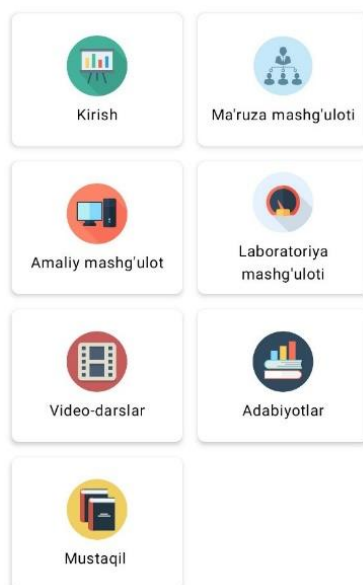 Kirish
Ma'ruza mashg'uloti
Amaliy mashg'ulot
Laboratoriya
mashg'uloti
Video-darslar
Adabiyotlar
Mustaqil